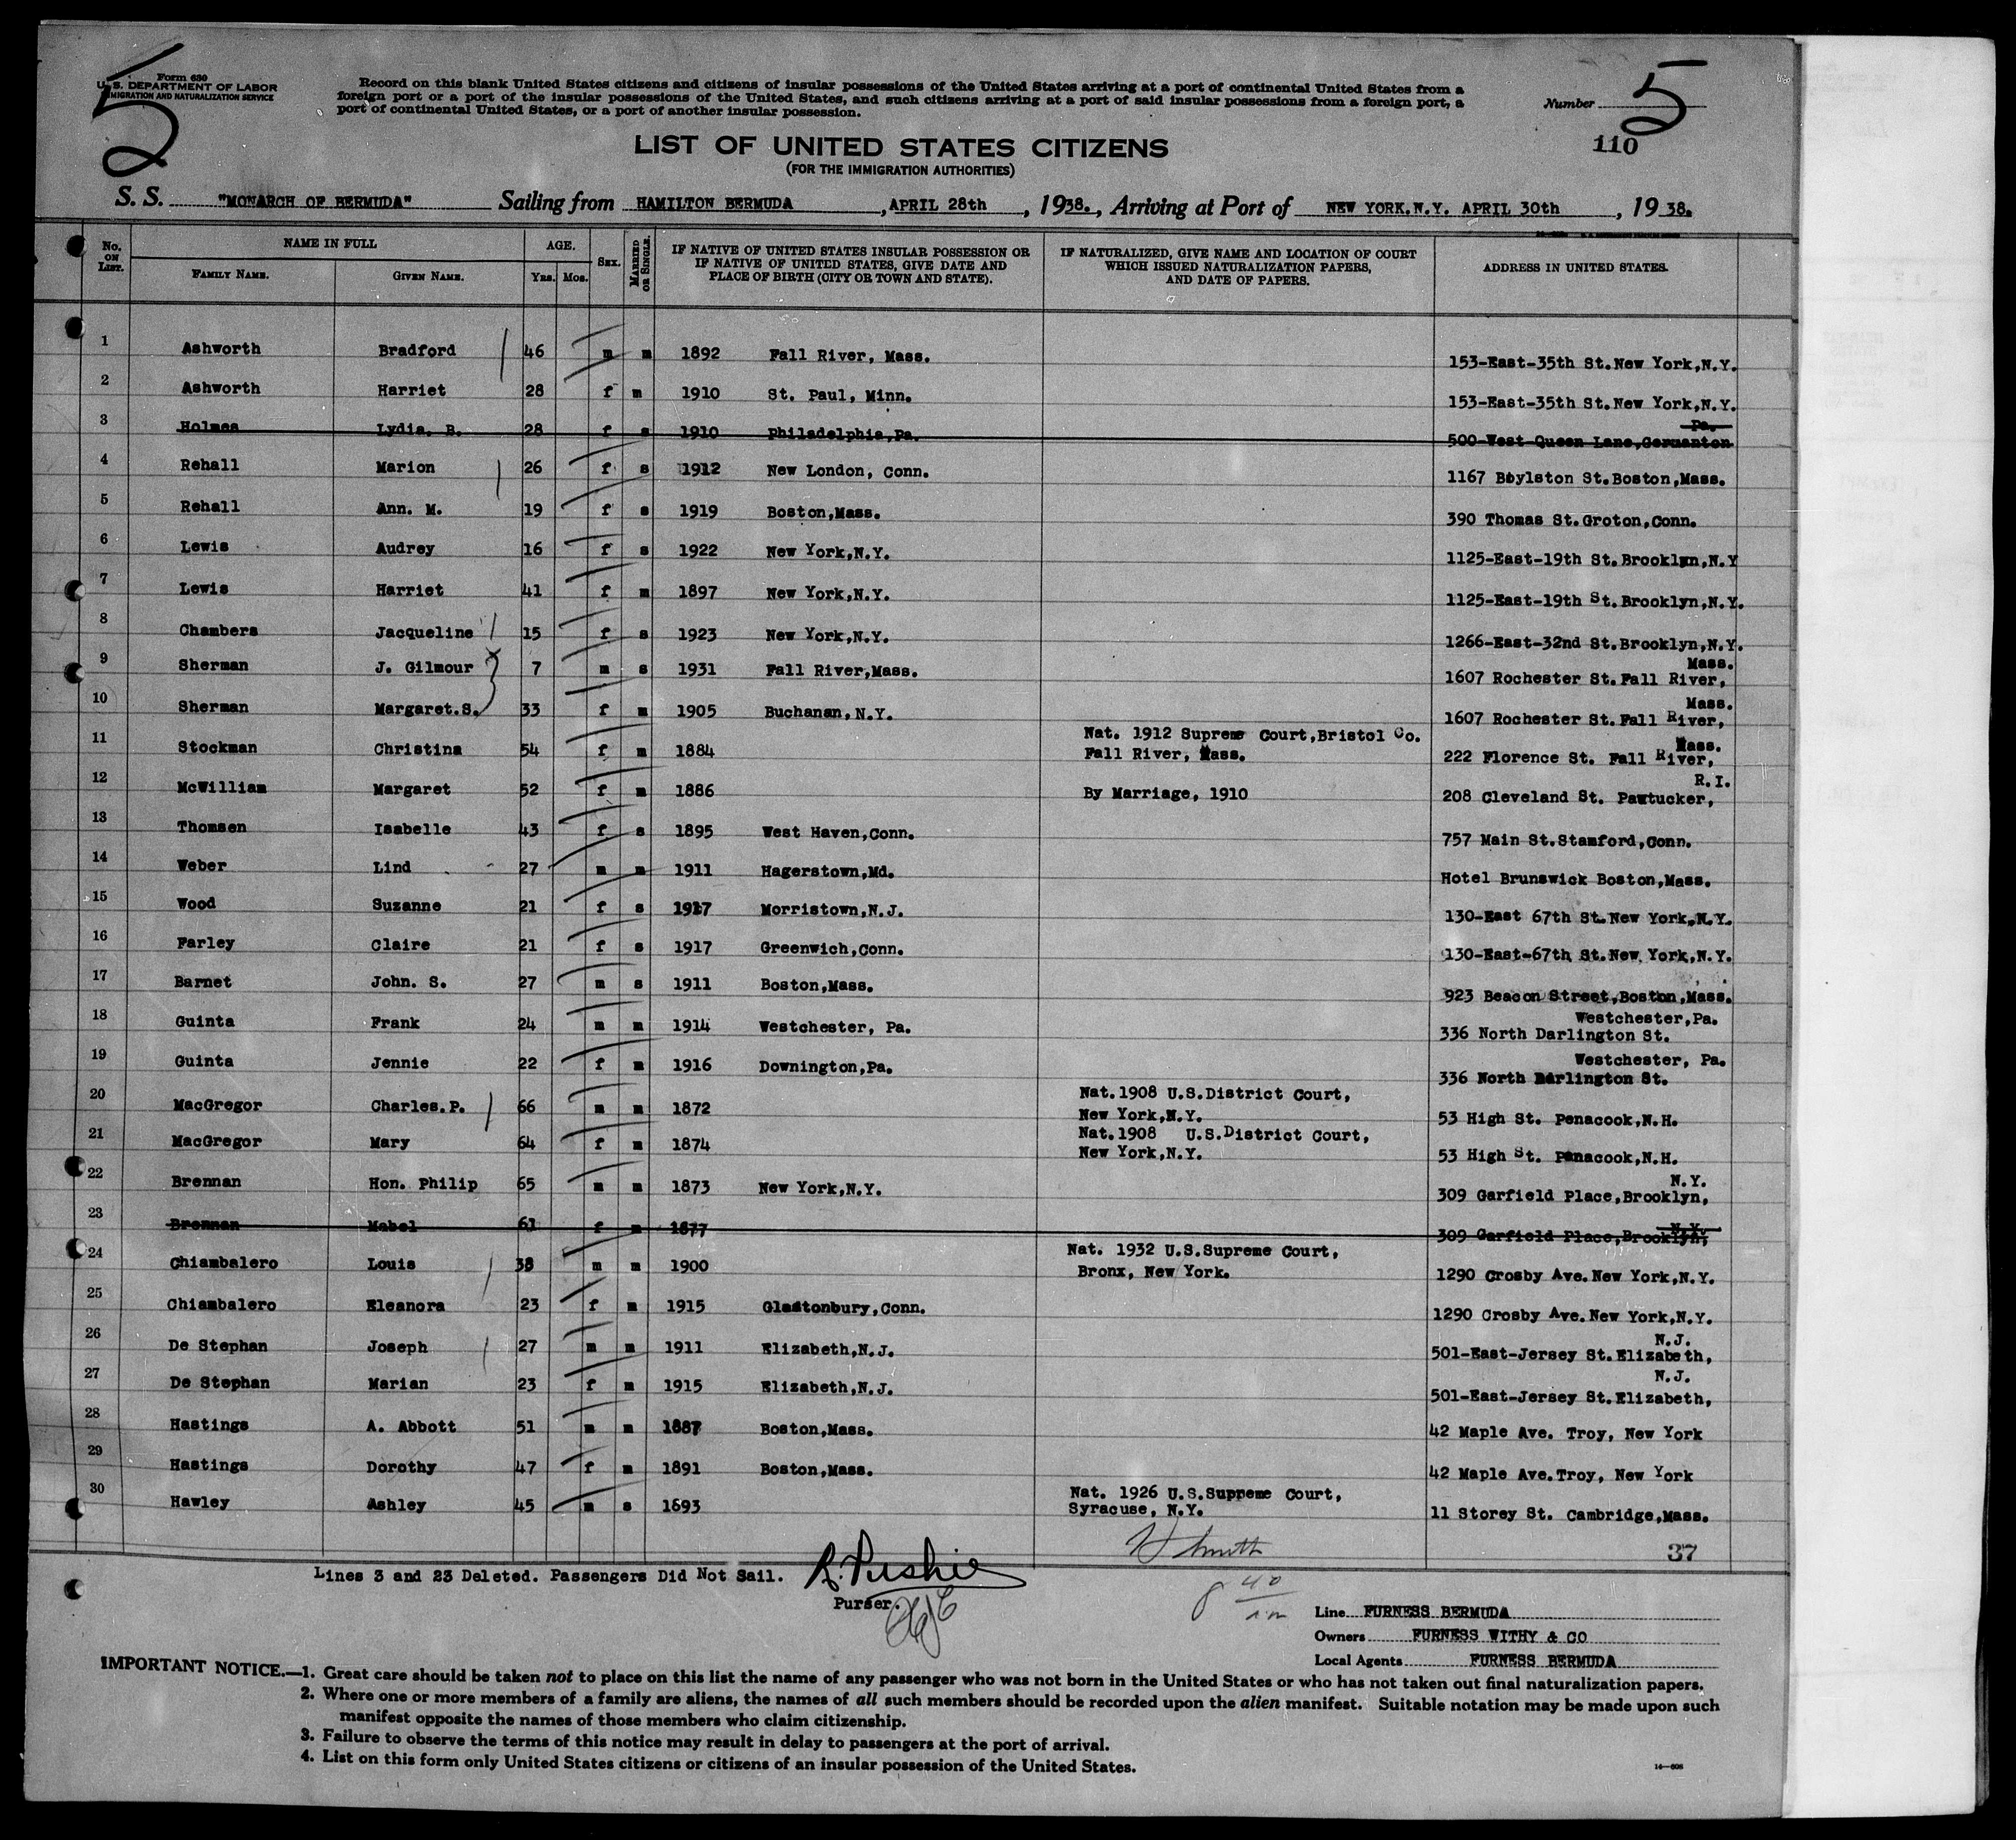 5
Form 630
U. S. DEPARTMENT OF LABOR
IMMIGRATION AND NATURALIZATION SERVICE
Record on this blank United States citizens and citizens of insular possessions of the United States arriving at a port of continental United States from a
foreign port or a port of the insular possessions of the United States, and such citizens arriving at a port of said insular possessions from a foreign port, a
port of continental United States, or a port of another insular possession.
Number 5
110
LIST OF UNITED STATES CITIZENS
(FOR THE IMMIGRATION AUTHORITIES)
S. S. "MONARCH OF BERMUDA" Sailing from HAMILTON BERMUDA , APRIL 28th , 1938. , Arriving at Port of NEW YORK.N.Y. APRIL 30th , 1938.
No. ON LIST. NAME IN FULL FAMILY NAME. GIVEN NAME. AGE. Yrs. Mos. SEX. MARRIED OR SINGLE. IF NATIVE OF UNITED STATES INSULAR POSSESSION OR IF NATIVE OF UNITED STATES, GIVE DATE AND PLACE OF BIRTH (CITY OR TOWN AND STATE). IF NATURALIZED, GIVE NAME AND LOCATION OF COURT WHICH ISSUED NATURALIZATION PAPERS, AND DATE OF PAPERS. ADDRESS IN UNITED STATES.
1 Ashworth Bradford 46 m m 1892 Fall River, Mass. 153-East-35th St.New York,N.Y.
2 Ashworth Harriet 28 f m 1910 St. Paul, Minn. 153-East-35th St.New York,N.Y.
3 Holmes Lydia. B. 28 f s 1910 Philadelphia,Pa. 500-West Queen Lane,Germanton Pa.
4 Rehall Marion 26 f s 1912 New London, Conn. 1167 Boylston St.Boston,Mass.
5 Rehall Ann. M. 19 f s 1919 Boston,Mass. 390 Thomas St.Groton,Conn.
6 Lewis Audrey 16 f s 1922 New York,N.Y. 1125-East-19th St.Brooklyn,N.Y
7 Lewis Harriet 41 f m 1897 New York,N.Y. 1125-East-19th St.Brooklyn,N.Y.
8 Chambers Jacqueline 15 f s 1923 New York,N.Y. 1266-East-32nd St.Brooklyn,N.Y.
9 Sherman J. Gilmour 7 m s 1931 Fall River,Mass. 1607 Rochester St.Fall River, Mass.
10 Sherman Margaret.S. 33 f m 1905 Buchanan,N.Y. 1607 Rochester St.Fall River, Mass.
11 Stockman Christina 54 f m 1884 Nat. 1912 Supreme Court,Bristol Co. Fall River, Mass. 222 Florence St. Fall River, Mass.
12 McWilliam Margaret 52 f m 1886 By Marriage, 1910 208 Cleveland St. Pawtucker, R.I.
13 Thomsen Isabelle 43 f s 1895 West Haven,Conn. 757 Main St.Stamford,Conn.
14 Weber Lind 27 m m 1911 Hagerstown,Md. Hotel Brunswick Boston,Mass.
15 Wood Suzanne 21 f s 1917 Morristown,N.J. 130-East 67th St.New York,N.Y.
16 Farley Claire 21 f s 1917 Greenwich,Conn. 130-East-67th St.New York,N.Y.
17 Barnet John. S. 27 m s 1911 Boston,Mass. 923 Beacon Street,Boston,Mass.
18 Guinta Frank 24 m m 1914 Westchester, Pa. 336 North Darlington St. Westchester,Pa.
19 Guinta Jennie 22 f m 1916 Downington,Pa. 336 North Darlington St. Westchester, Pa.
20 MacGregor Charles.P. 66 m m 1872 Nat.1908 U.S.District Court, New York,N.Y. 53 High St. Penacook,N.H.
21 MacGregor Mary 64 f m 1874 Nat.1908 U.S.District Court, New York,N.Y. 53 High St. Penacook,N.H.
22 Brennan Hon. Philip 65 m m 1873 New York,N.Y. 309 Garfield Place,Brooklyn, N.Y.
23 Brennan Mabel 61 f m 1877 309 Garfield Place,Brooklyn, N.Y.
24 Chiambalero Louis 38 m m 1900 Nat. 1932 U.S.Supreme Court, Bronx, New York. 1290 Crosby Ave.New York,N.Y.
25 Chiambalero Eleanora 23 f m 1915 Glastonbury,Conn. 1290 Crosby Ave.New York,N.Y.
26 De Stephan Joseph 27 m m 1911 Elizabeth,N.J. 501-East-Jersey St.Elizabeth, N.J.
27 De Stephan Marian 23 f m 1915 Elizabeth,N.J. 501-East-Jersey St.Elizabeth, N.J.
28 Hastings A. Abbott 51 m m 1887 Boston,Mass. 42 Maple Ave. Troy, New York
29 Hastings Dorothy 47 f m 1891 Boston,Mass. 42 Maple Ave.Troy, New York
30 Hawley Ashley 45 m s 1893 Nat. 1926 U.S.Supreme Court, Syracuse, N.Y. 11 Storey St. Cambridge,Mass.
37
Lines 3 and 23 Deleted. Passengers Did Not Sail.
Purser.
8 40
Line FURNESS BERMUDA
Owners FURNESS WITHY & CO
Local Agents FURNESS BERMUDA
IMPORTANT NOTICE.—1. Great care should be taken not to place on this list the name of any passenger who was not born in the United States or who has not taken out final naturalization papers.
2. Where one or more members of a family are aliens, the names of all such members should be recorded upon the alien manifest. Suitable notation may be made upon such
manifest opposite the names of those members who claim citizenship.
3. Failure to observe the terms of this notice may result in delay to passengers at the port of arrival.
4. List on this form only United States citizens or citizens of an insular possession of the United States.
14—608